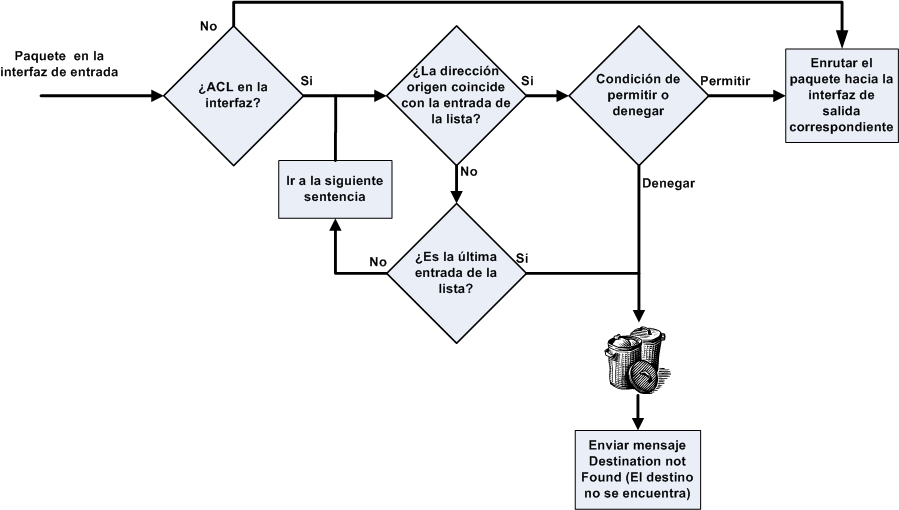 No
Paquete en la
interfaz de entrada
¿ACL en la
interfaz?
Si
¿La dirección
origen coincide
con la entrada de
la lista?
Si
Condición de
permitir o
denegar
Permitir
Enrutar el
paquete hacia la
interfaz de
salida
correspondiente
Ir a la siguiente
sentencia
No
Denegar
No
¿Es la última
entrada de la
lista?
Si
Enviar mensaje
Destination not
Found (El destino
no se encuentra)